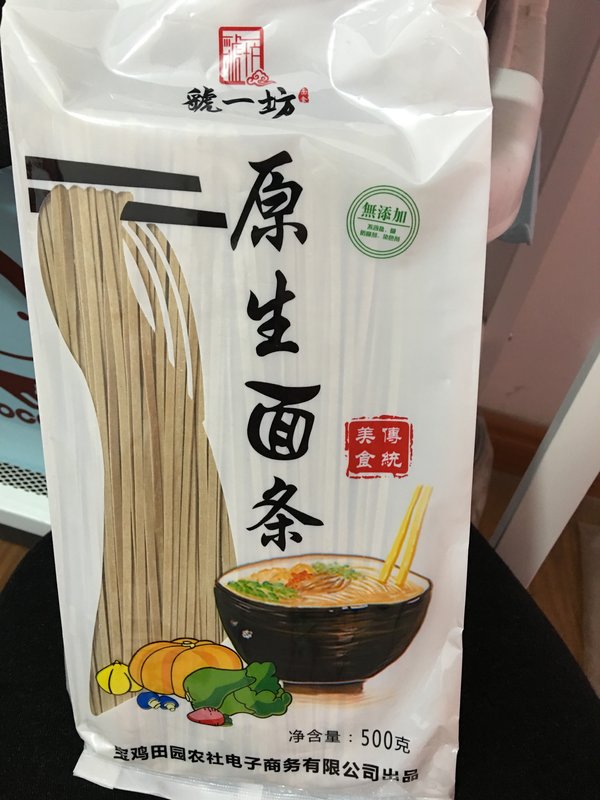 號一坊
原生面条
無添加
傳統
美食
净含量：500克
宝鸡田园农社电子商务有限公司出品